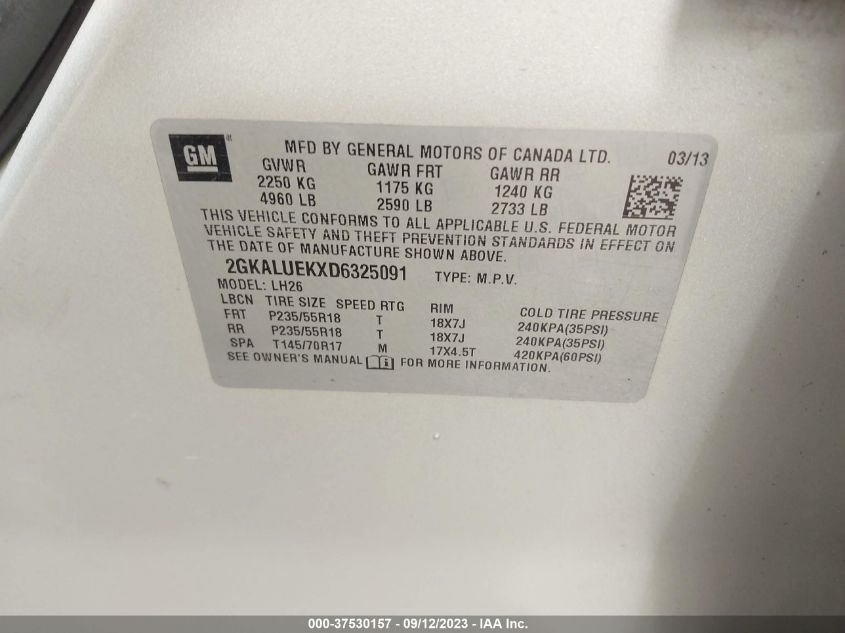 GM
MFD BY GENERAL MOTORS OF CANADA LTD. 03/13
GVWR GAWR FRT GAWR RR
2250 KG 1175 KG 1240 KG
4960 LB 2590 LB 2733 LB
THIS VEHICLE CONFORMS TO ALL APPLICABLE U.S. FEDERAL MOTOR
VEHICLE SAFETY AND THEFT PREVENTION STANDARDS IN EFFECT ON
THE DATE OF MANUFACTURE SHOWN ABOVE.
2GKALUEKXD6325091 TYPE: M.P.V.
MODEL: LH26
LBCN TIRE SIZE SPEED RTG RIM COLD TIRE PRESSURE
FRT P235/55R18 T 18X7J 240KPA(35PSI)
RR P235/55R18 T 18X7J 240KPA(35PSI)
SPA T145/70R17 M 17X4.5T 420KPA(60PSI)
SEE OWNER'S MANUAL FOR MORE INFORMATION.
000-37530157 - 09/12/2023 - IAA Inc.